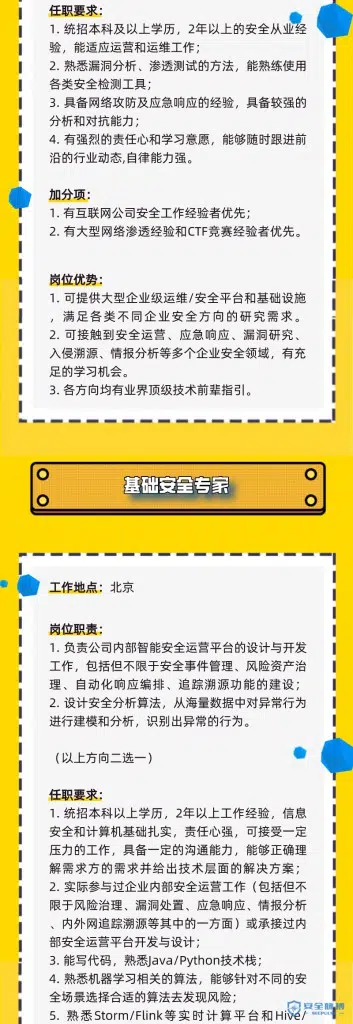 任职要求：
1. 统招本科及以上学历，2年以上的安全从业经
验，能适应运营和运维工作；
2. 熟悉漏洞分析、渗透测试的方法，能熟练使用
各类安全检测工具；
3. 具备网络攻防及应急响应的经验，具备较强的
分析和对抗能力；
4. 有强烈的责任心和学习意愿，能够随时跟进前
沿的行业动态,自律能力强。
加分项：
1. 有互联网公司安全工作经验者优先；
2. 有大型网络渗透经验和CTF竞赛经验者优先。
岗位优势：
1. 可提供大型企业级运维/安全平台和基础设施
，满足各类不同企业安全方向的研究需求。
2. 可接触到安全运营、应急响应、漏洞研究、
入侵溯源、情报分析等多个企业安全领域，有充
足的学习机会。
3. 各方向均有业界顶级技术前辈指引。
基础安全专家
工作地点：北京
岗位职责：
1. 负责公司内部智能安全运营平台的设计与开发
工作，包括但不限于安全事件管理、风险资产治
理、自动化响应编排、追踪溯源功能的建设；
2. 设计安全分析算法，从海量数据中对异常行为
进行建模和分析，识别出异常的行为。
（以上方向二选一）
任职要求：
1. 统招本科以上学历，2年以上工作经验，信息
安全和计算机基础扎实，责任心强，可接受一定
压力的工作，具备一定的沟通能力，能够正确理
解需求方的需求并给出技术层面的解决方案；
2. 实际参与过企业内部安全运营工作（包括但不
限于风险治理、漏洞处置、应急响应、情报分析
、内外网追踪溯源等其中的一方面）或承接过内
部安全运营平台开发与设计；
3. 能写代码，熟悉Java/Python技术栈；
4. 熟悉机器学习相关的算法，能够针对不同的安
全场景选择合适的算法去发现风险；
5. 熟悉Storm/Flink等实时计算平台和Hive/
安全脉搏